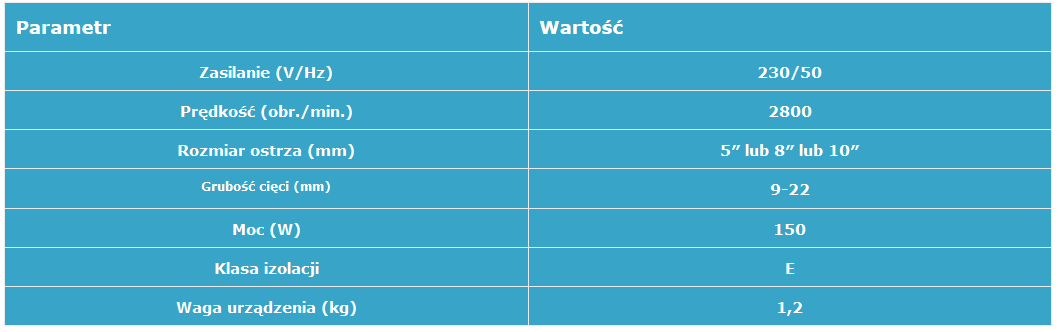 Parametr Wartość
Zasilanie (V/Hz) 230/50
Prędkość (obr./min.) 2800
Rozmiar ostrza (mm) 5” lub 8” lub 10”
Grubość cięci (mm) 9-22
Moc (W) 150
Klasa izolacji E
Waga urządzenia (kg) 1,2